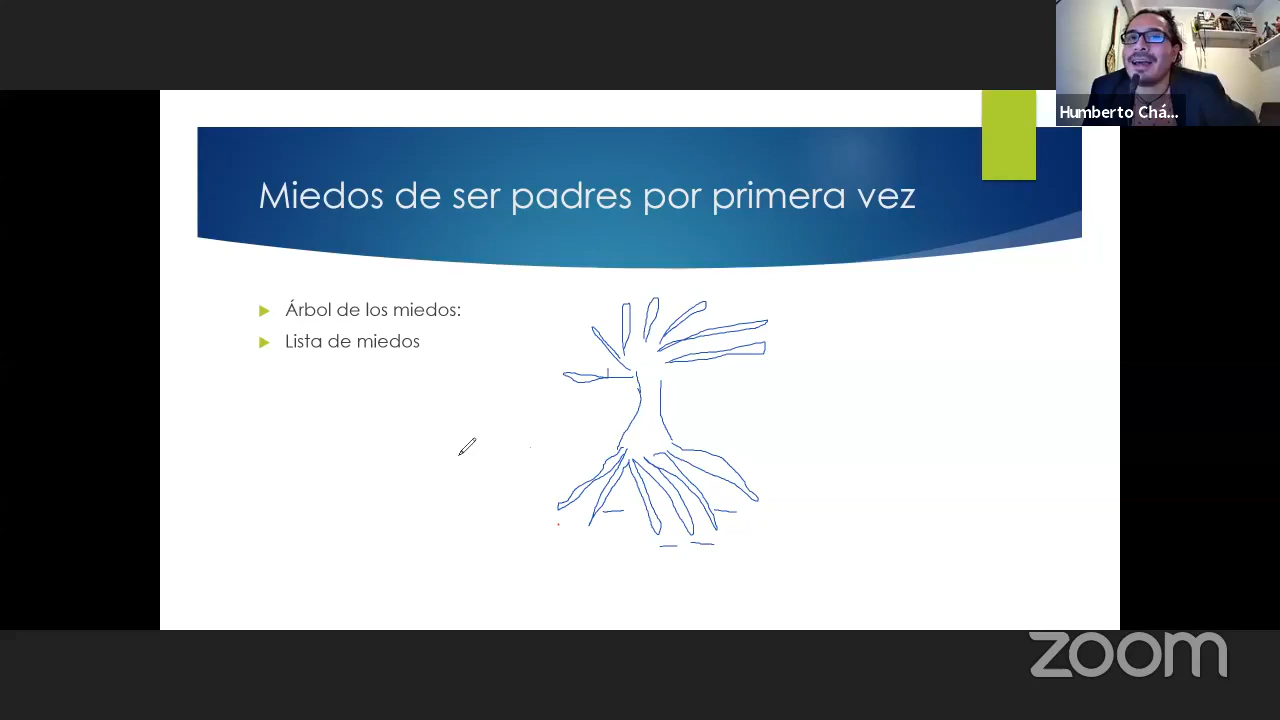 Humberto Chá...
Miedos de ser padres por primera vez
Árbol de los miedos:
Lista de miedos
zoom